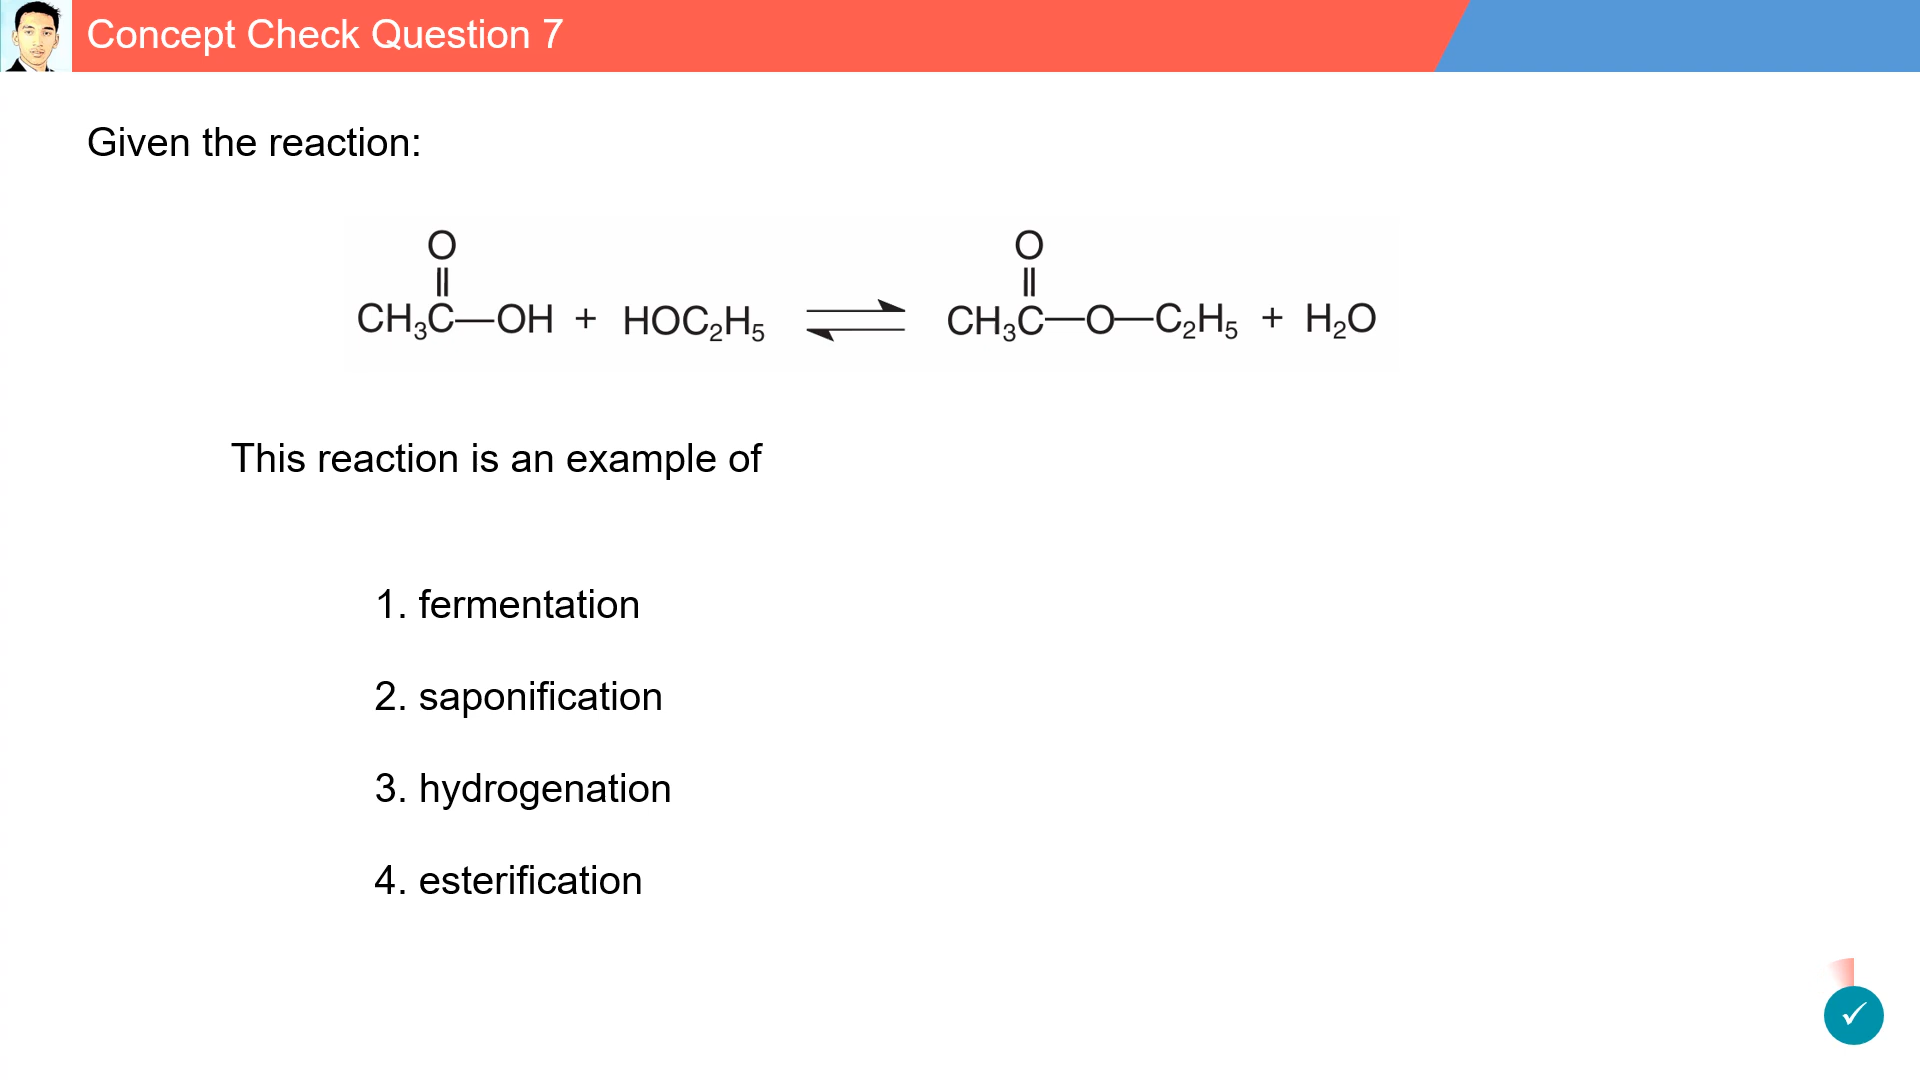 Concept Check Question 7
Given the reaction:
O O
|| ||
CH₃C—OH + HOC₂H₅ ⇌ CH₃C—O—C₂H₅ + H₂O
This reaction is an example of
1. fermentation
2. saponification
3. hydrogenation
4. esterification